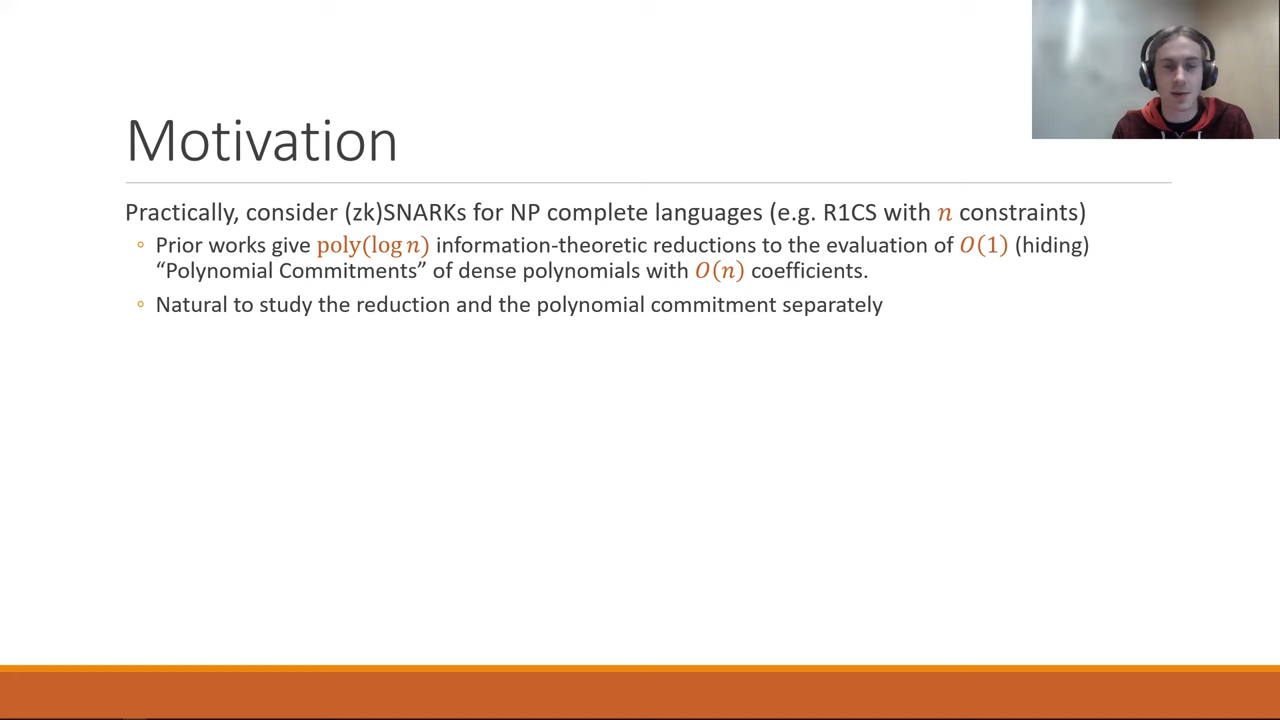 Motivation
Practically, consider (zk)SNARKs for NP complete languages (e.g. R1CS with n constraints)
◦ Prior works give poly(log n) information-theoretic reductions to the evaluation of O(1) (hiding)
“Polynomial Commitments” of dense polynomials with O(n) coefficients.
◦ Natural to study the reduction and the polynomial commitment separately